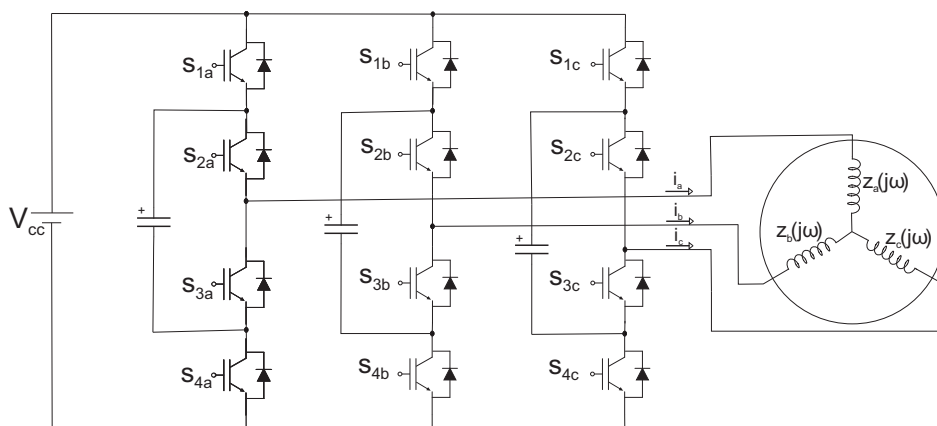 S1a
S1b
S1c
S2a
S2b
S2c
ia
za(jω)
+
Vcc
+
ib
zb(jω)
zc(jω)
+
ic
S3a
S3b
S3c
S4a
S4b
S4c